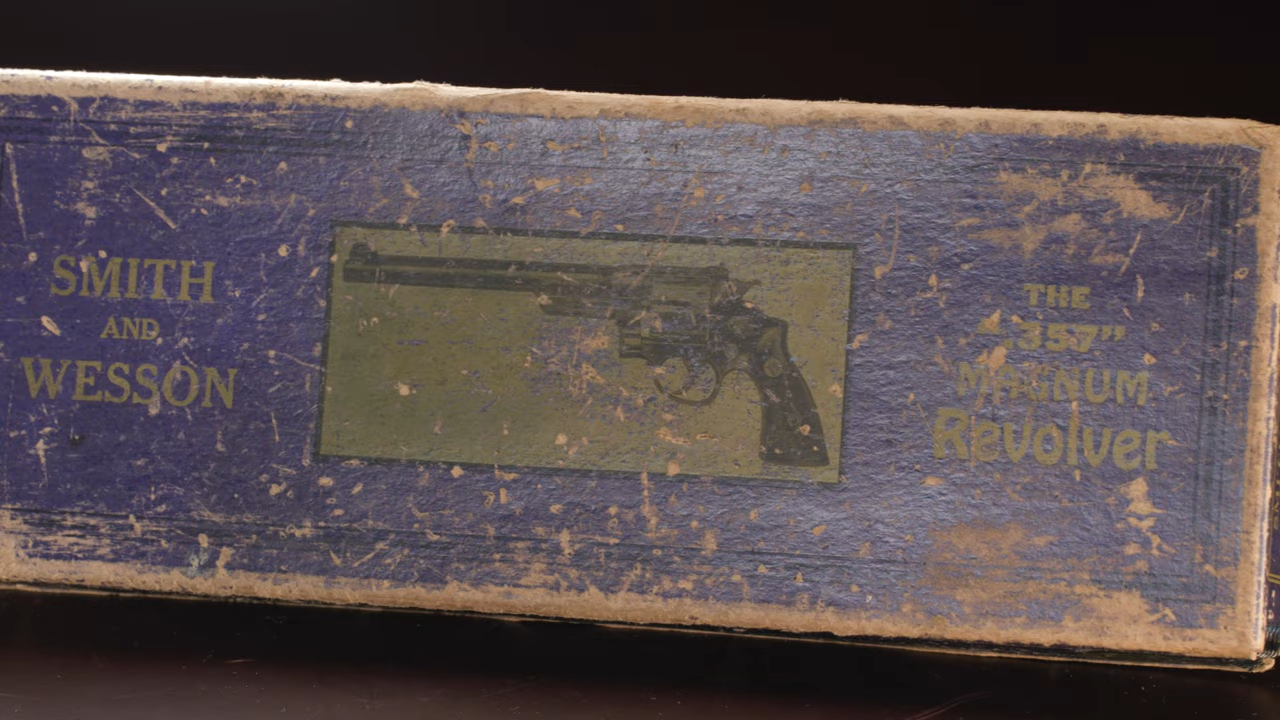 SMITH
AND
WESSON
THE
.357”
MAGNUM
Revolver